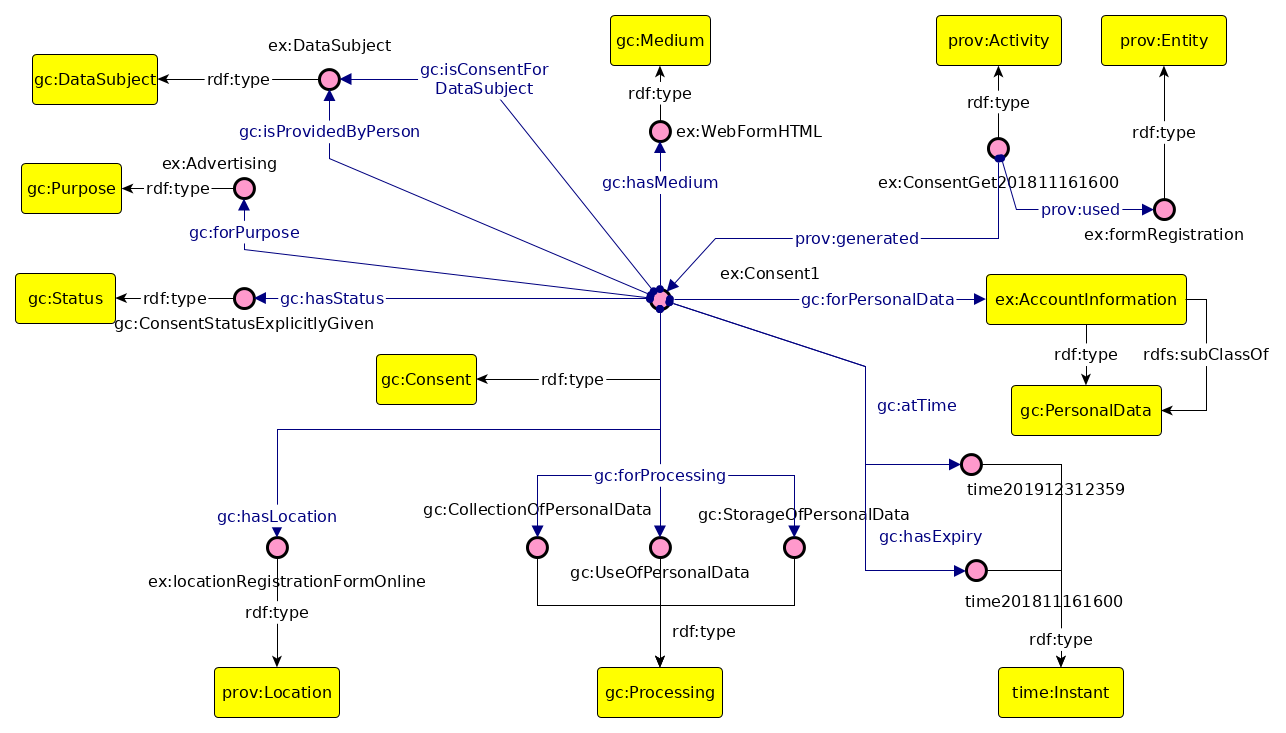 gc:Medium
prov:Activity
prov:Entity
ex:DataSubject
gc:DataSubject
rdf:type
gc:isConsentFor
DataSubject
rdf:type
rdf:type
gc:isProvidedByPerson
ex:WebFormHTML
rdf:type
ex:Advertising
gc:Purpose
rdf:type
gc:hasMedium
ex:ConsentGet201811161600
prov:used
gc:forPurpose
prov:generated
ex:formRegistration
ex:Consent1
gc:Status
rdf:type
gc:hasStatus
gc:forPersonalData
ex:AccountInformation
gc:ConsentStatusExplicitlyGiven
rdf:type
rdfs:subClassOf
gc:Consent
rdf:type
gc:PersonalData
gc:atTime
gc:forProcessing
time201912312359
gc:CollectionOfPersonalData
gc:StorageOfPersonalData
gc:hasLocation
gc:hasExpiry
gc:UseOfPersonalData
ex:locationRegistrationFormOnline
time201811161600
rdf:type
rdf:type
rdf:type
prov:Location
gc:Processing
time:Instant